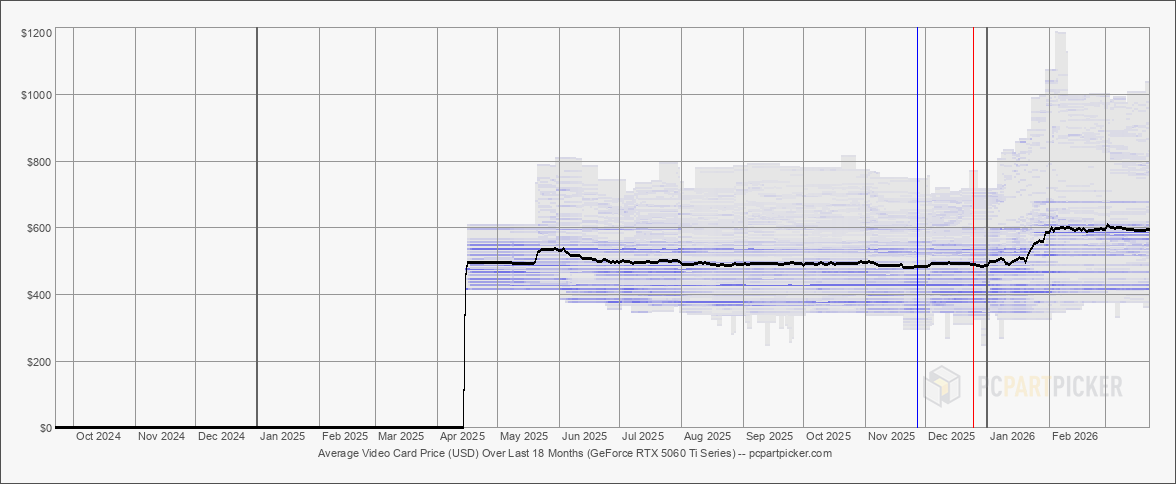 $1200
$1000
$800
$600
$400
$200
$0
Oct 2024 Nov 2024 Dec 2024 Jan 2025 Feb 2025 Mar 2025 Apr 2025 May 2025 Jun 2025 Jul 2025 Aug 2025 Sep 2025 Oct 2025 Nov 2025 Dec 2025 Jan 2026 Feb 2026
PCPARTPICKER
Average Video Card Price (USD) Over Last 18 Months (GeForce RTX 5060 Ti Series) -- pcpartpicker.com